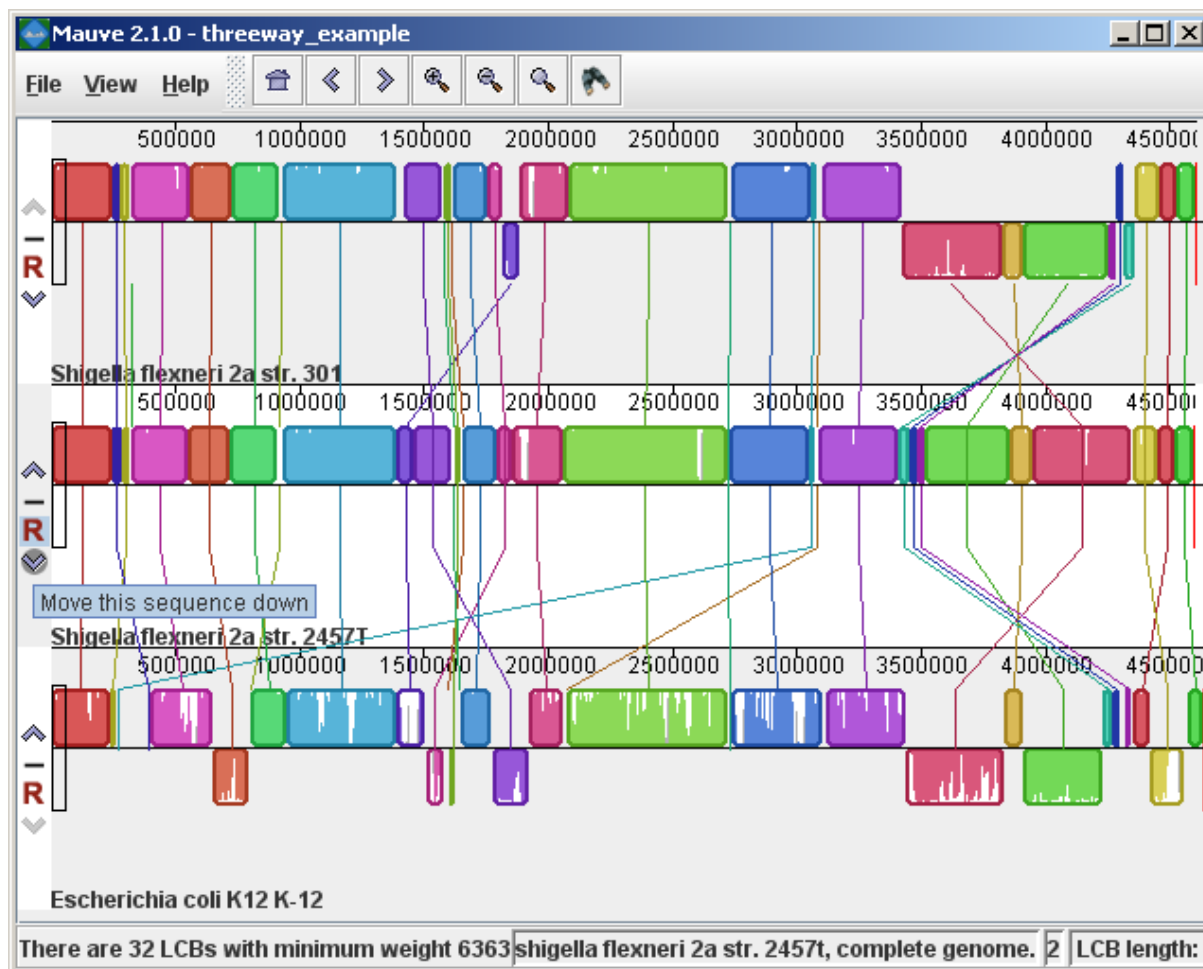 Mauve 2.1.0 - threeway_example
File View Help
500000 1000000 1500000 2000000 2500000 3000000 3500000 4000000
R
Shigella flexneri 2a str. 301
500000 1000000 1500000 2000000 2500000 3000000 3500000 4000000
R
Move this sequence down
Shigella flexneri 2a str. 2457T
500000 1000000 1500000 2000000 2500000 3000000 3500000 4000000
R
Escherichia coli K12 K-12
There are 32 LCBs with minimum weight 6363 shigella flexneri 2a str. 2457t, complete genome. 2 LCB length: